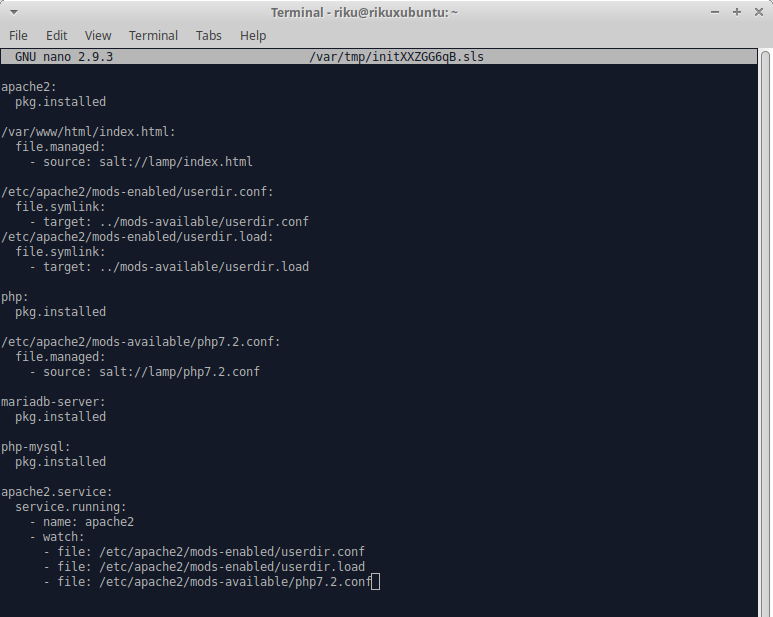 Terminal - riku@rikuxubuntu: ~
File Edit View Terminal Tabs Help
GNU nano 2.9.3 /var/tmp/initXXZGG6qB.sls
apache2:
  pkg.installed
/var/www/html/index.html:
  file.managed:
    - source: salt://lamp/index.html
/etc/apache2/mods-enabled/userdir.conf:
  file.symlink:
    - target: ../mods-available/userdir.conf
/etc/apache2/mods-enabled/userdir.load:
  file.symlink:
    - target: ../mods-available/userdir.load
php:
  pkg.installed
/etc/apache2/mods-available/php7.2.conf:
  file.managed:
    - source: salt://lamp/php7.2.conf
mariadb-server:
  pkg.installed
php-mysql:
  pkg.installed
apache2.service:
  service.running:
    - name: apache2
    - watch:
      - file: /etc/apache2/mods-enabled/userdir.conf
      - file: /etc/apache2/mods-enabled/userdir.load
      - file: /etc/apache2/mods-available/php7.2.conf